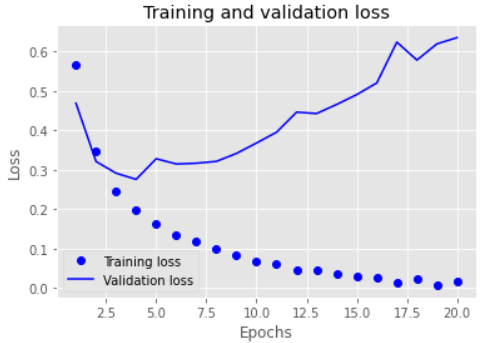 Training and validation loss
Loss
0.6
0.5
0.4
0.3
0.2
0.1
0.0
Training loss
Validation loss
2.5 5.0 7.5 10.0 12.5 15.0 17.5 20.0
Epochs